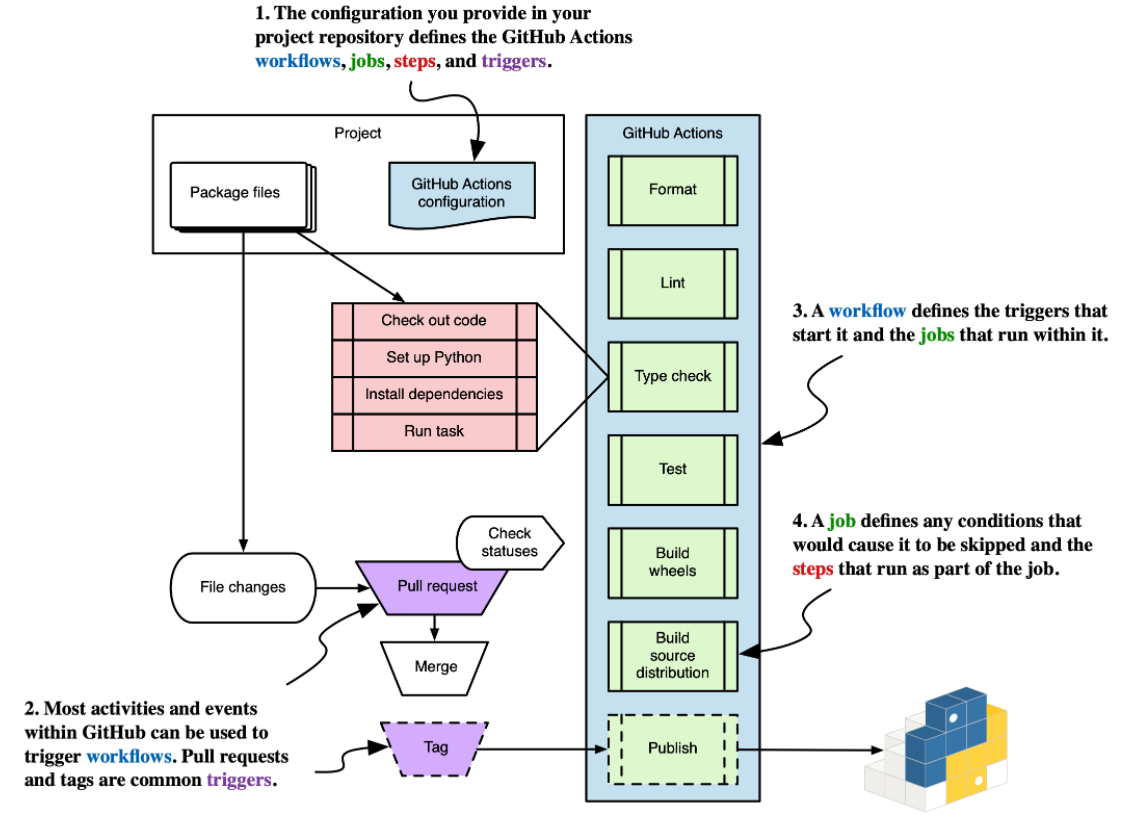 1. The configuration you provide in your
project repository defines the GitHub Actions
workflows, jobs, steps, and triggers.
Project
Package files
GitHub Actions
configuration
GitHub Actions
Format
Lint
Type check
Test
Build
wheels
Build
source
distribution
Publish
Check out code
Set up Python
Install dependencies
Run task
3. A workflow defines the triggers that
start it and the jobs that run within it.
4. A job defines any conditions that
would cause it to be skipped and the
steps that run as part of the job.
Check
statuses
File changes
Pull request
Merge
Tag
2. Most activities and events
within GitHub can be used to
trigger workflows. Pull requests
and tags are common triggers.